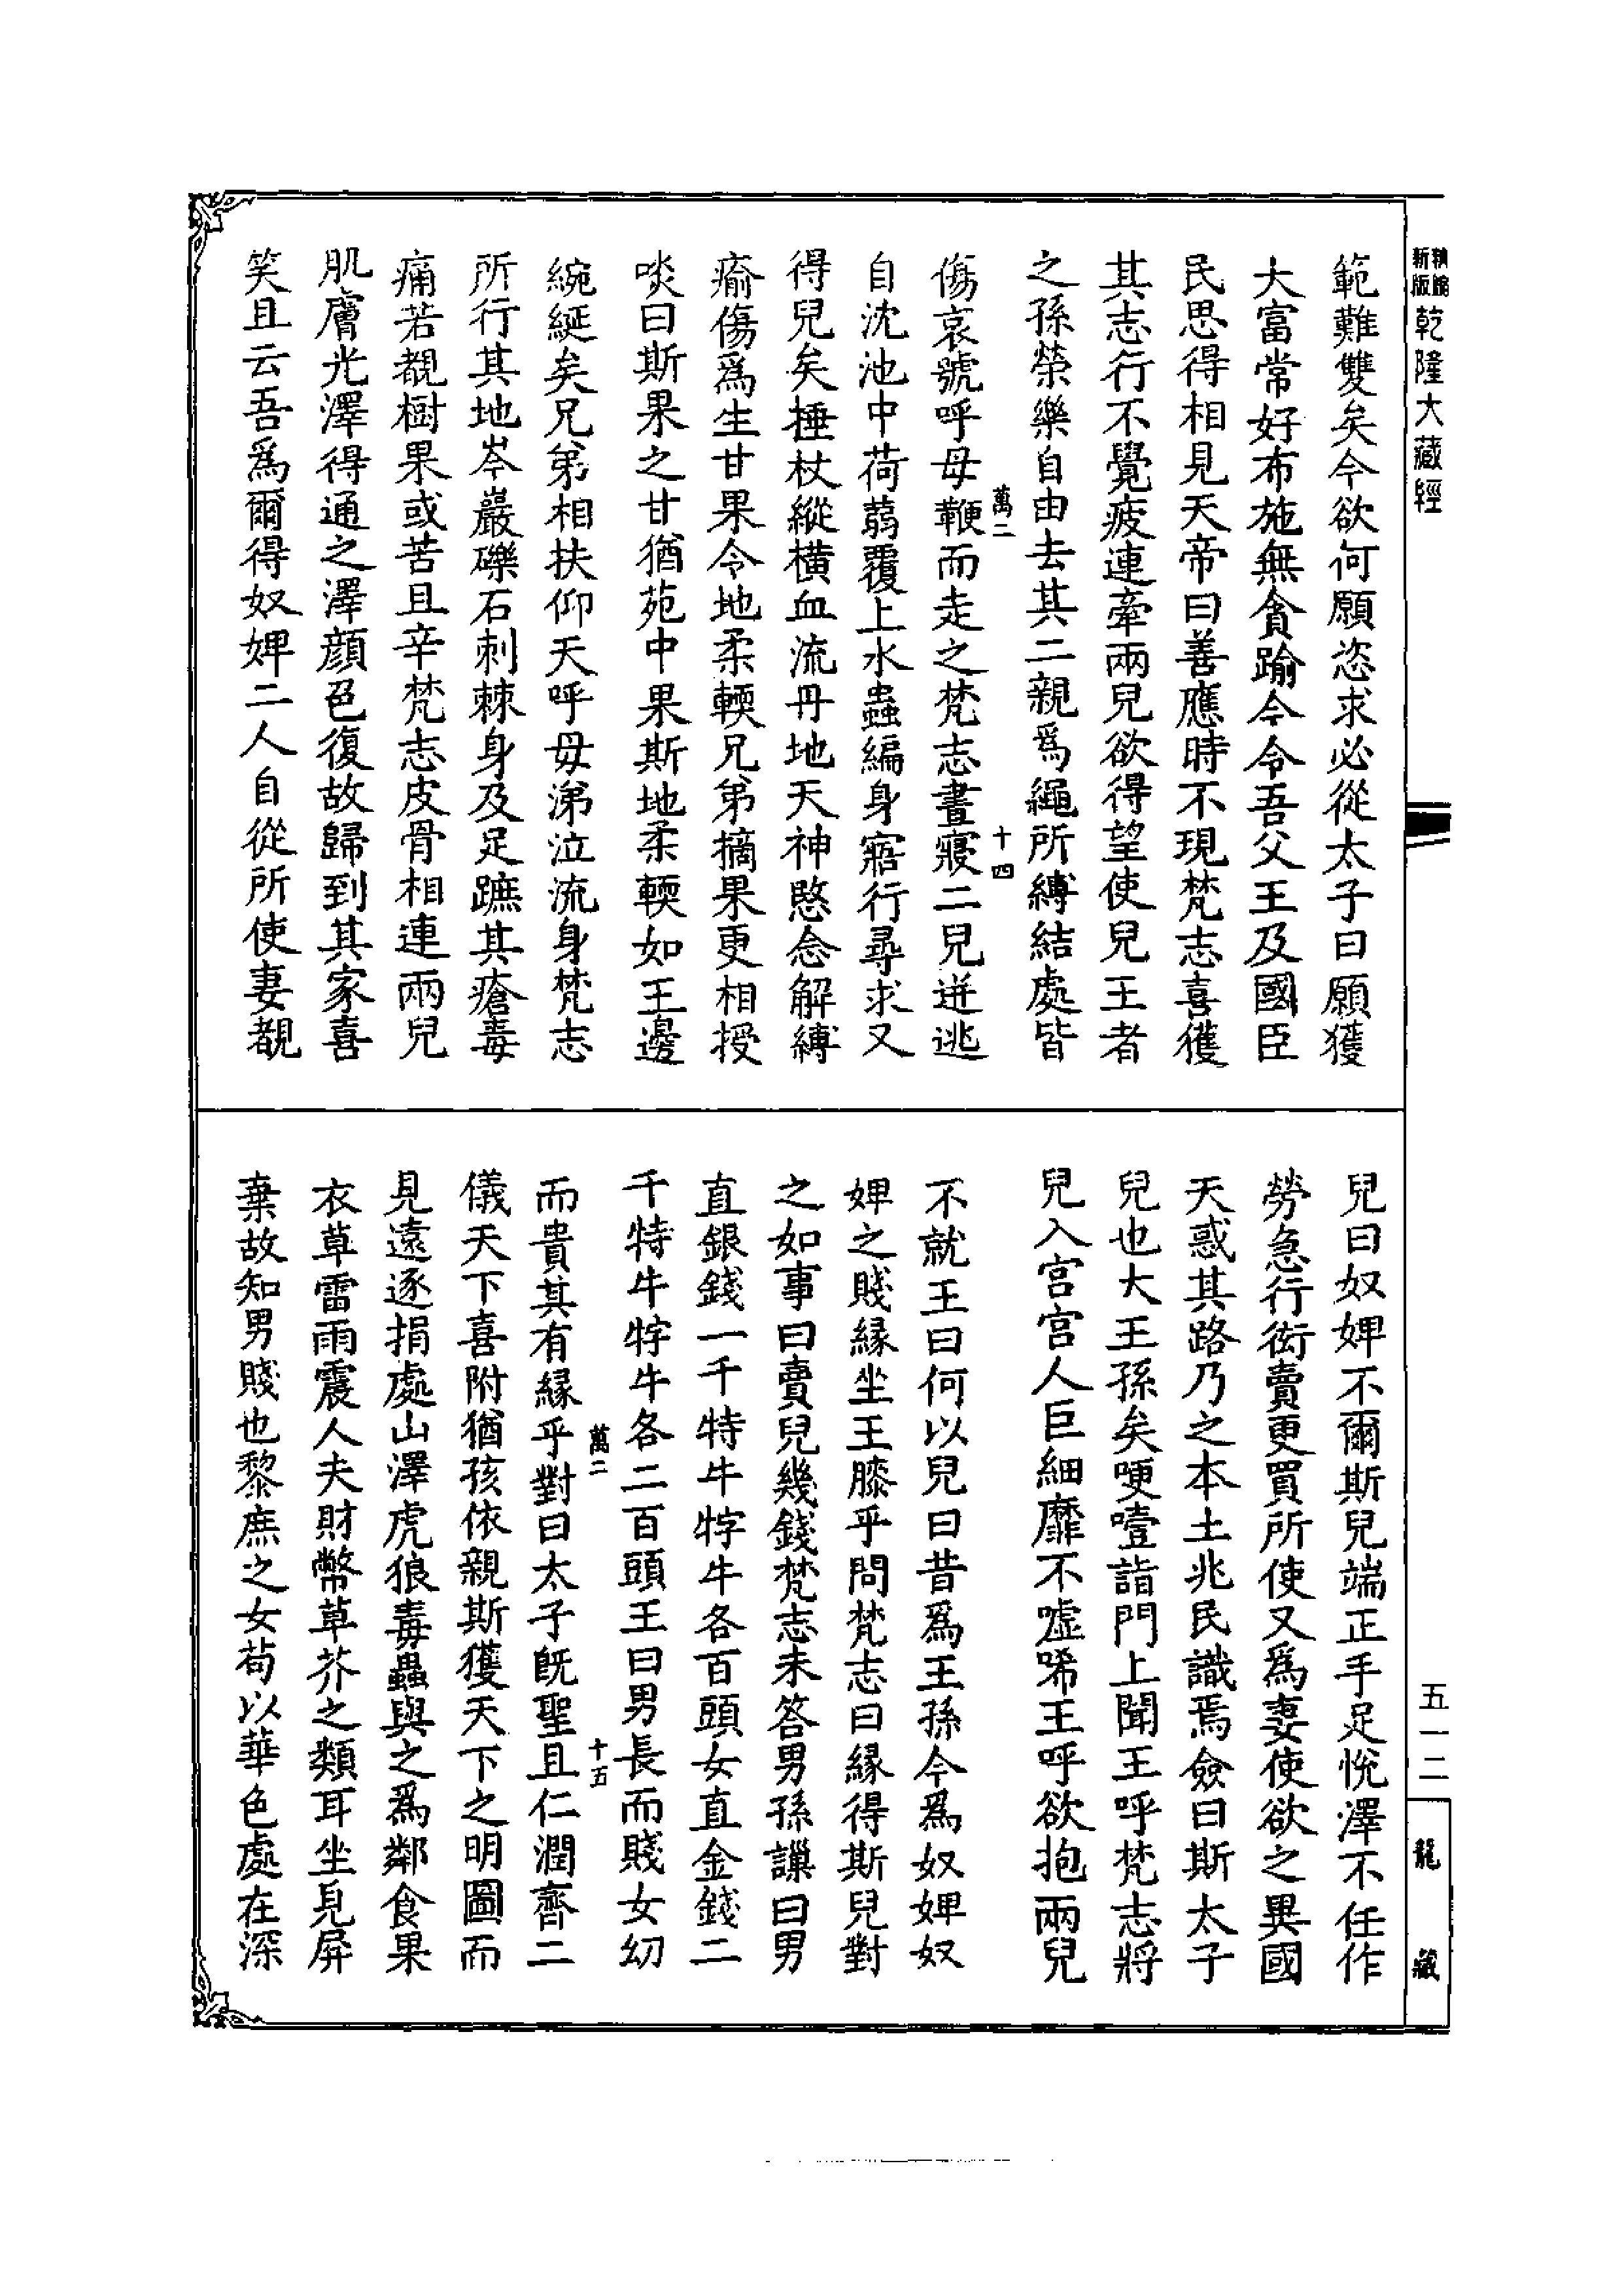 新版
精縮
乾隆大藏經
範難雙矣今欲何願恣求必從太子曰願獲
大富常好布施無貪踰今令吾父王及國臣
民思得相見天帝曰善應時不現梵志喜獲
其志行不覺疲連牽兩兒欲得望使兒王者
之孫榮樂自由去其二親爲繩所縛結處皆
萬二
十四
傷哀號呼母鞭而走之梵志晝寢二兒迸逃
自沈池中荷蒻覆上水蟲編身寤行尋求又
得兒矣捶杖縱橫血流丹地天神愍念解縛
瘉傷爲生甘果令地柔輭兄弟摘果更相授
啖曰斯果之甘猶苑中果斯地柔輭如王邊
綩綖矣兄弟相扶仰天呼母涕泣流身梵志
所行其地岑巖礫石刺棘身及足蹠其瘡毒
痛若覩樹果或苦且辛梵志皮骨相連兩兒
肌膚光澤得通之澤顏色復故歸到其家喜
笑且云吾爲爾得奴婢二人自從所使妻覩
兒曰奴婢不爾斯兒端正手足悅澤不任作
勞急行衒賣更買所使又爲妻使欲之異國
天惑其路乃之本土兆民識焉僉曰斯太子
兒也大王孫矣哽噎詣門上聞王呼梵志將
兒入宮宮人巨細靡不噓唏王呼欲抱兩兒
不就王曰何以兒曰昔爲王孫今爲奴婢奴
婢之賤緣坐王膝乎問梵志曰緣得斯兒對
之如事曰賣兒幾錢梵志未答男孫謙曰男
直銀錢一千特牛牸牛各百頭女直金錢二
千特牛牸牛各二百頭王曰男長而賤女幼
萬二
十五
而貴其有緣乎對曰太子旣聖且仁潤齊二
儀天下喜附猶孩依親斯獲天下之明圖而
見遠逐捐處山澤虎狼毒蟲與之爲鄰食果
衣草雷雨震人夫財幣草芥之類耳坐見屏
棄故知男賤也黎庶之女苟以華色處在深
五一二
龍藏